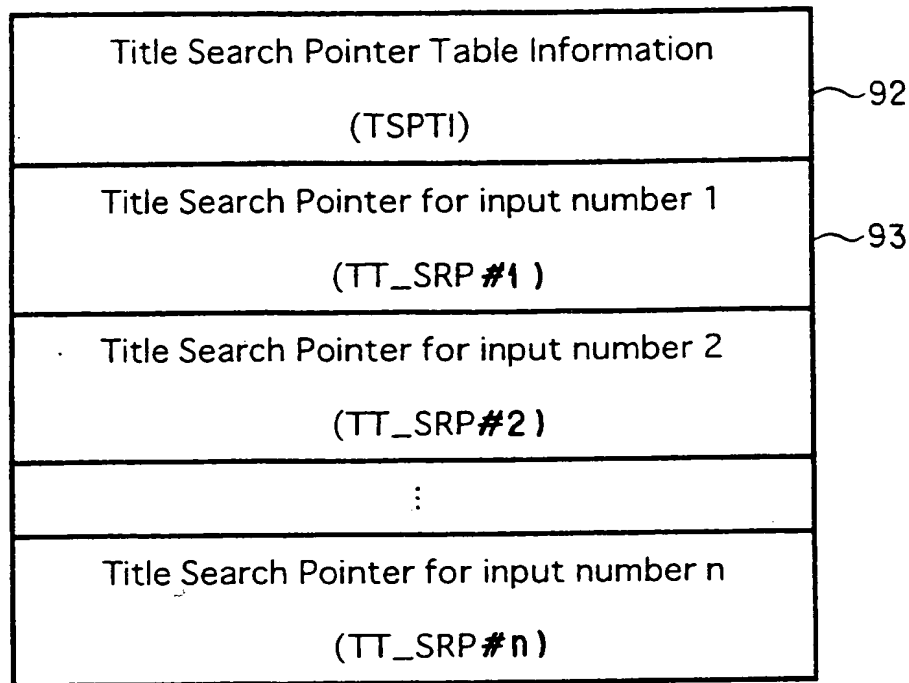 Title Search Pointer Table Information
(TSPTI)
92
Title Search Pointer for input number 1
(TT_SRP#1)
93
Title Search Pointer for input number 2
(TT_SRP#2)
⋮
Title Search Pointer for input number n
(TT_SRP#n)